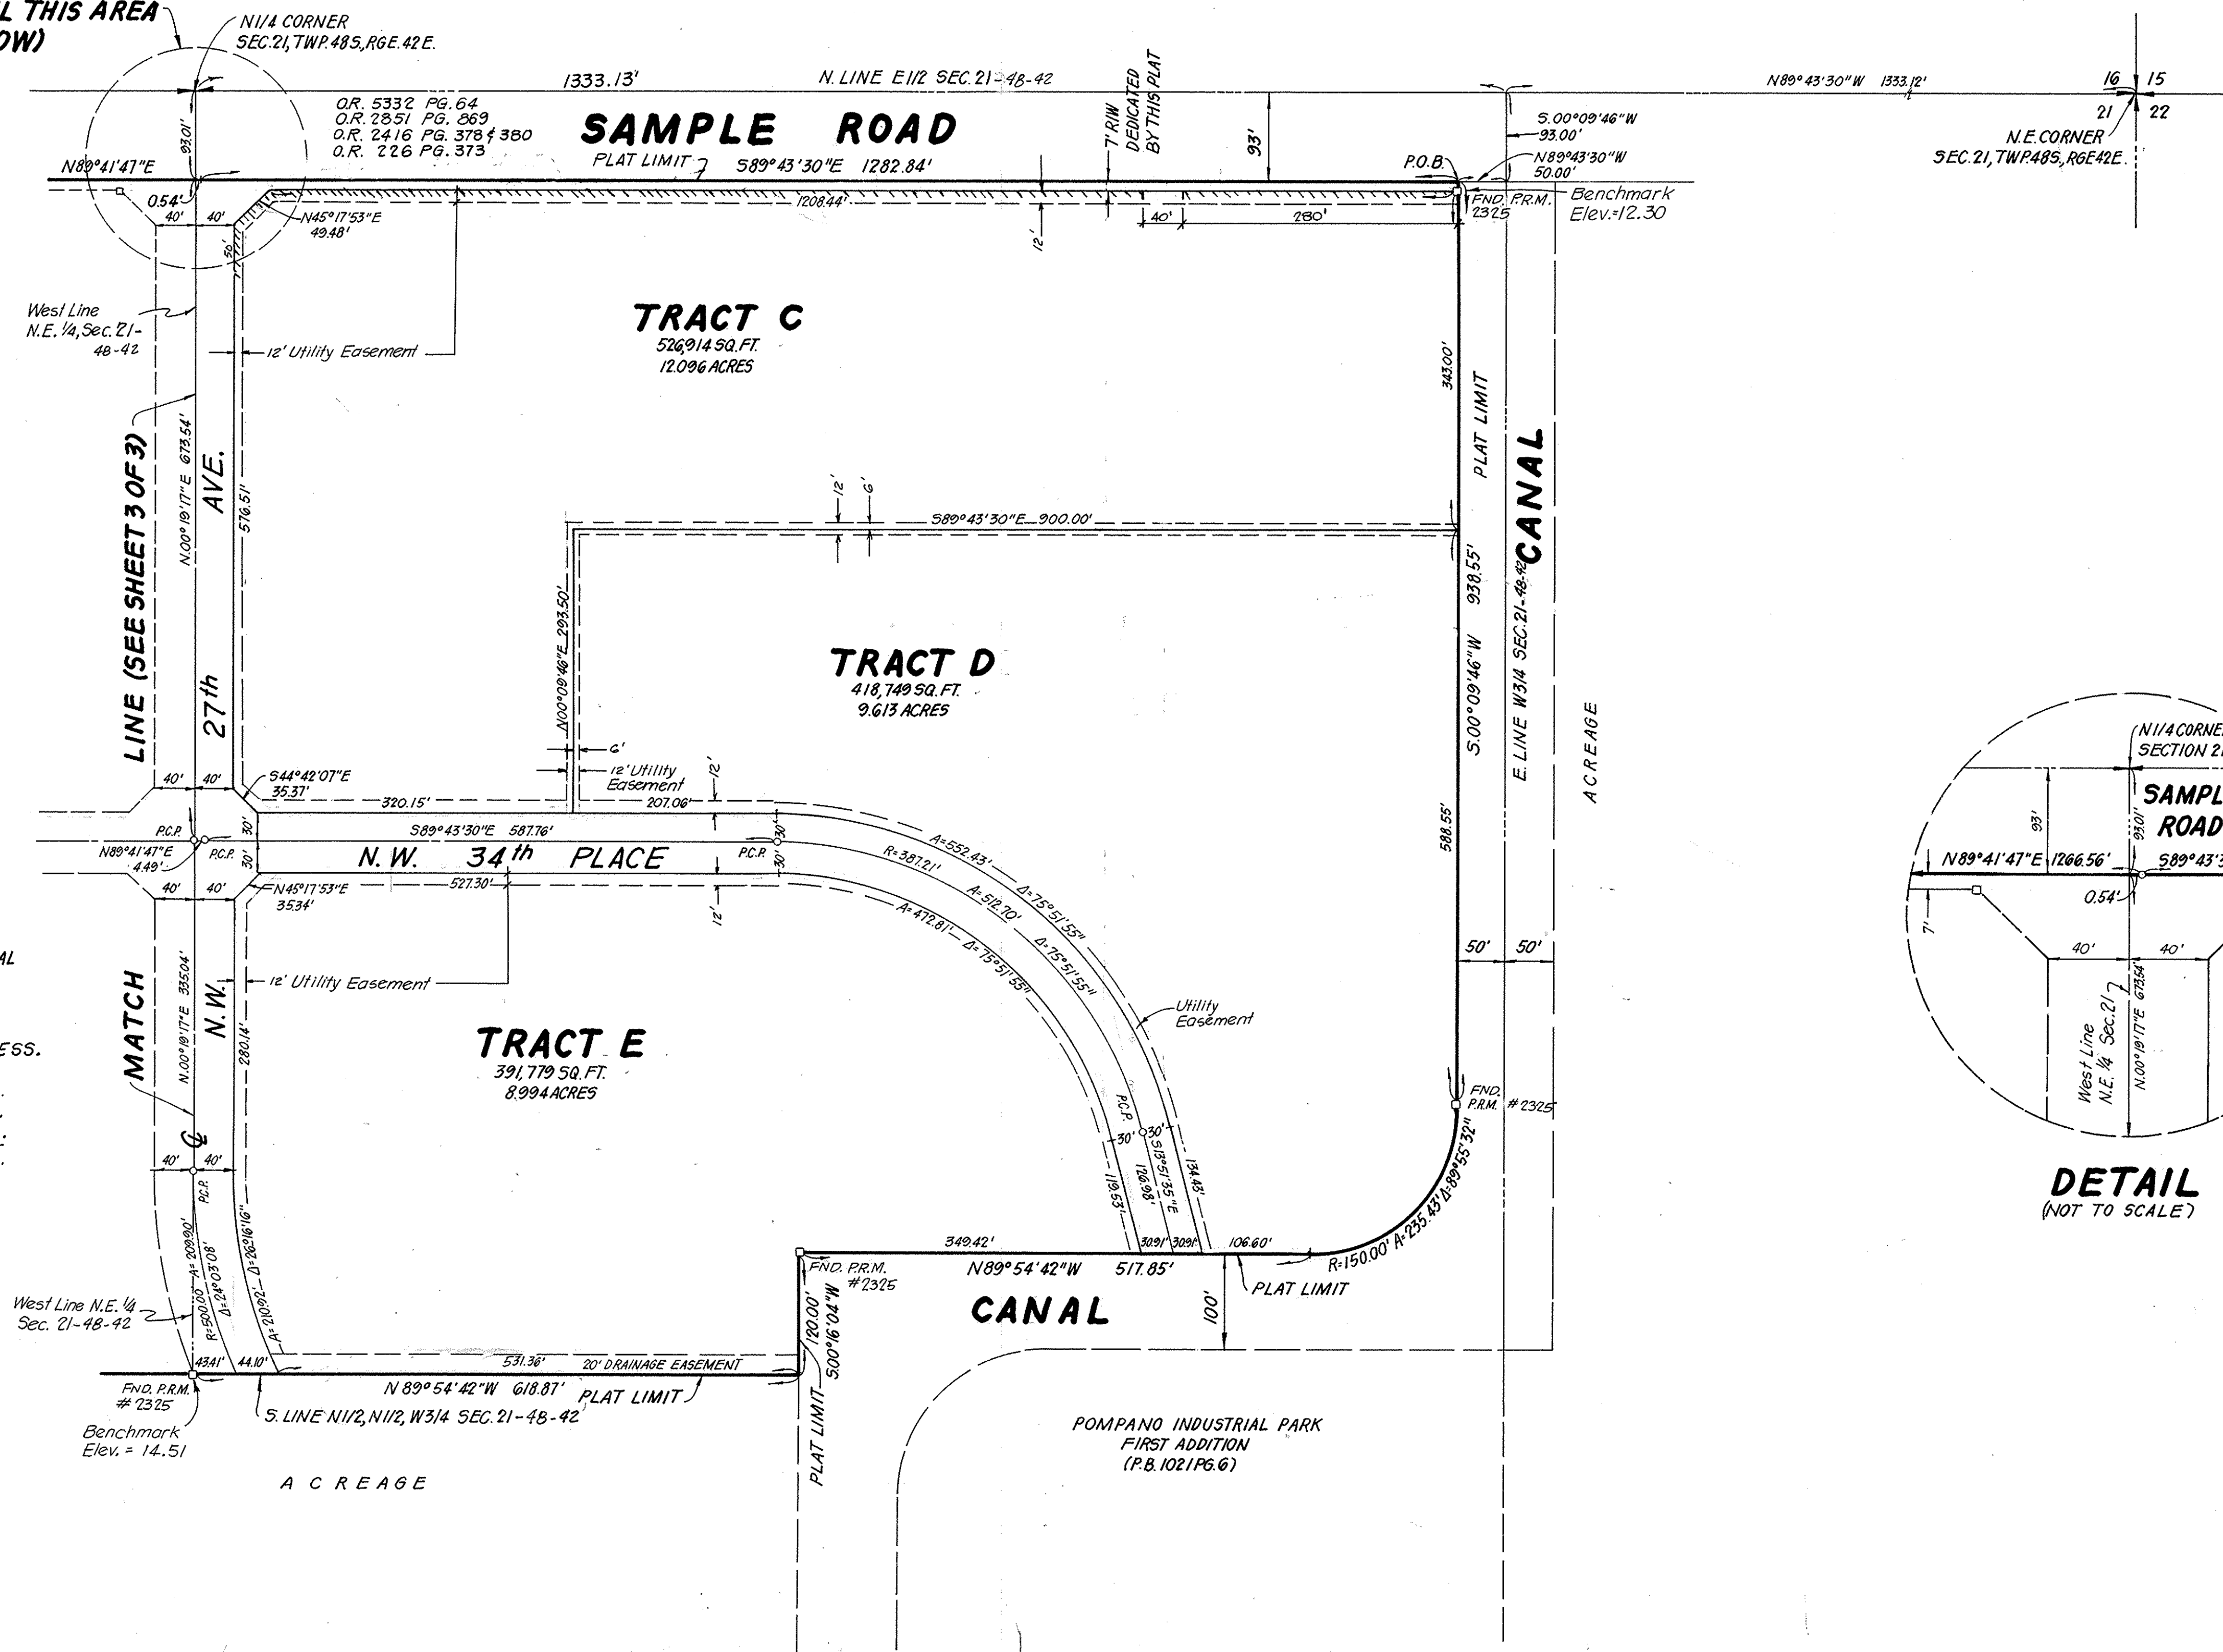 L THIS AREA
OW)
N1/4 CORNER
SEC.21, TWP.48S., RGE.42E.
1333.13'
N. LINE E1/2 SEC.21-48-42
N89°43'30"W 1333.12'
16 15
21 22
N.E. CORNER
SEC.21, TWP.48S., RGE42E.
93.01'
O.R. 5332 PG.64
O.R. 2851 PG. 869
O.R. 2416 PG. 378 & 380
O.R. 226 PG. 373
SAMPLE ROAD
7' R/W
DEDICATED
BY THIS PLAT
93'
S.00°09'46"W
93.00'
N89°41'47"E
PLAT LIMIT
S89°43'30"E 1282.84'
P.O.B.
N89°43'30"W
50.00'
0.54'
40' 40'
N45°17'53"E
49.48'
50'
1208.44'
12'
40'
280'
FND. P.R.M.
2325
Benchmark
Elev.=12.30
West Line
N.E. 1/4, Sec. 21-
48-42
12' Utility Easement
TRACT C
526,914 SQ.FT.
12.096 ACRES
343.00'
PLAT LIMIT
CANAL
LINE (SEE SHEET 3 OF 3)
N.00°19'17"E 673.54'
27th AVE.
576.51'
12'
6'
S89°43'30"E 900.00'
N00°09'46"E 293.50'
TRACT D
418,749 SQ.FT.
9.613 ACRES
S.00°09'46"W 938.55'
E. LINE W3/4 SEC.21-48-42
ACREAGE
588.55'
6'
12' Utility
Easement
40' 40'
S44°42'07"E
35.37'
320.15'
207.06'
12'
P.C.P.
30'
S89°43'30"E 587.76'
30'
N89°41'47"E
4.49'
P.C.P.
30'
N.W. 34th PLACE
P.C.P.
30'
40' 40'
N45°17'53"E
35.34'
527.30'
12'
A=552.43' Δ=75°51'55"
R=387.21' A=512.70' Δ=75°51'55"
A=472.81' Δ=75°51'55"
50' 50'
AL
ESS.
MATCH
N.00°19'17"E 335.04'
N.W.
12' Utility Easement
280.14'
TRACT E
391,779 SQ.FT.
8.994 ACRES
Utility
Easement
FND.
P.R.M. #2325
P.C.P.
30' 30'
119.53'
126.98'
S13°51'35"E
134.43'
40' 40'
P.C.P.
A=209.90'
R=500.00'
Δ=24°03'08"
A=210.92' Δ=26°16'16"
349.42'
30.91' 30.91'
106.60'
R=150.00' A=235.43' Δ=89°55'32"
FND. P.R.M.
#2325
N89°54'42"W 517.85'
PLAT LIMIT
CANAL
100'
120.00'
S.00°16'04"W
PLAT LIMIT
West Line N.E. 1/4
Sec. 21-48-42
43.41' 44.10'
531.36'
20' DRAINAGE EASEMENT
FND. P.R.M.
#2325
N89°54'42"W 618.87'
PLAT LIMIT
S. LINE N1/2, N1/2, W3/4 SEC. 21-48-42
Benchmark
Elev. = 14.51
ACREAGE
POMPANO INDUSTRIAL PARK
FIRST ADDITION
(P.B. 102/PG.6)
N1/4 CORNE
SECTION 2
SAMPL
ROAD
93'
93.01'
N89°41'47"E 1266.56'
S89°43'3
0.54'
7'
40' 40'
West Line
N.E. 1/4 Sec.21
N.00°19'17"E 673.54'
DETAIL
(NOT TO SCALE)